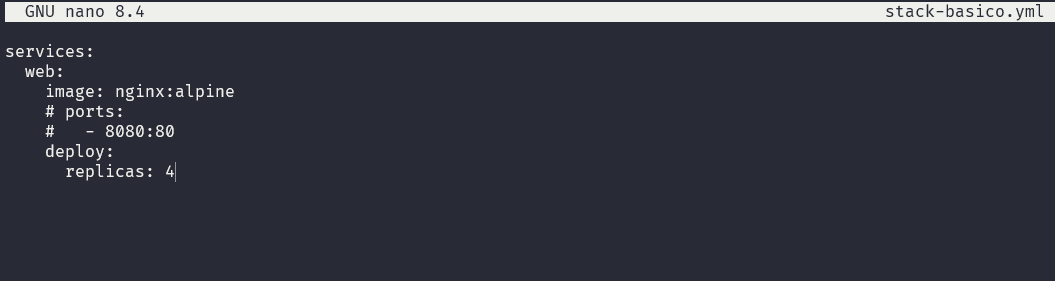 GNU nano 8.4 stack-basico.yml
services:
  web:
    image: nginx:alpine
    # ports:
    #   - 8080:80
    deploy:
      replicas: 4